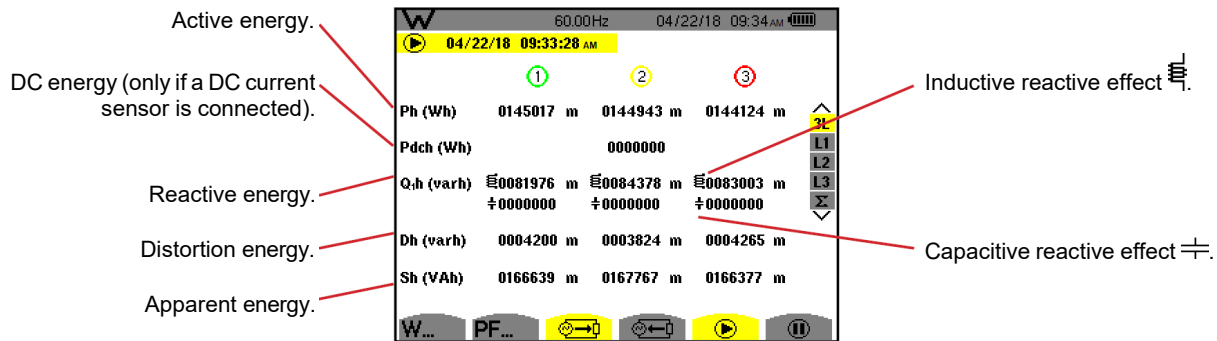 Active energy.
DC energy (only if a DC current
sensor is connected).
Reactive energy.
Distortion energy.
Apparent energy.
W 60.00Hz 04/22/18 09:34 AM
04/22/18 09:33:28 AM
1 2 3
Ph (Wh) 0145017 m 0144943 m 0144124 m
Pdch (Wh) 0000000
Q₁h (varh) 0081976 m 0084378 m 0083003 m
0000000 0000000 0000000
Dh (varh) 0004200 m 0003824 m 0004265 m
Sh (VAh) 0166639 m 0167767 m 0166377 m
3L
L1
L2
L3
Σ
W... PF...
Inductive reactive effect .
Capacitive reactive effect .